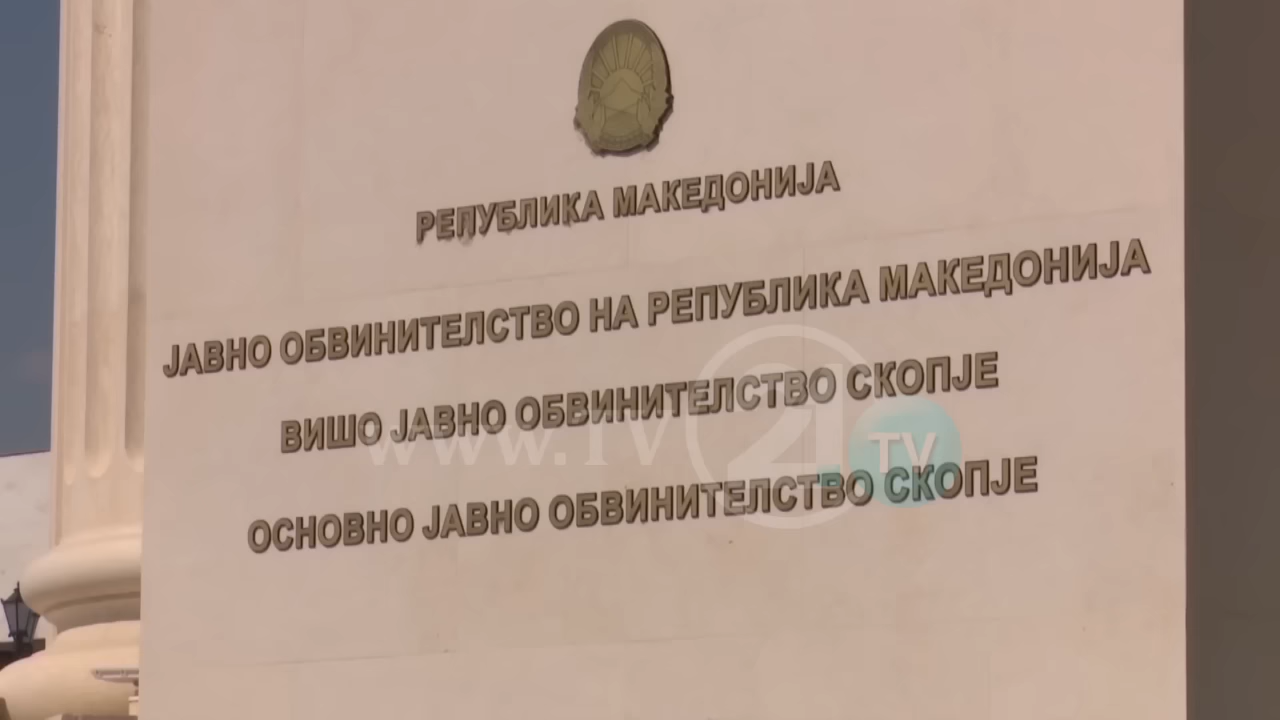 РЕПУБЛИКА МАКЕДОНИЈА
ЈАВНО ОБВИНИТЕЛСТВО НА РЕПУБЛИКА МАКЕДОНИЈА
ВИШО ЈАВНО ОБВИНИТЕЛСТВО СКОПЈЕ
www.TV21
TV
ОСНОВНО ЈАВНО ОБВИНИТЕЛСТВО СКОПЈЕ